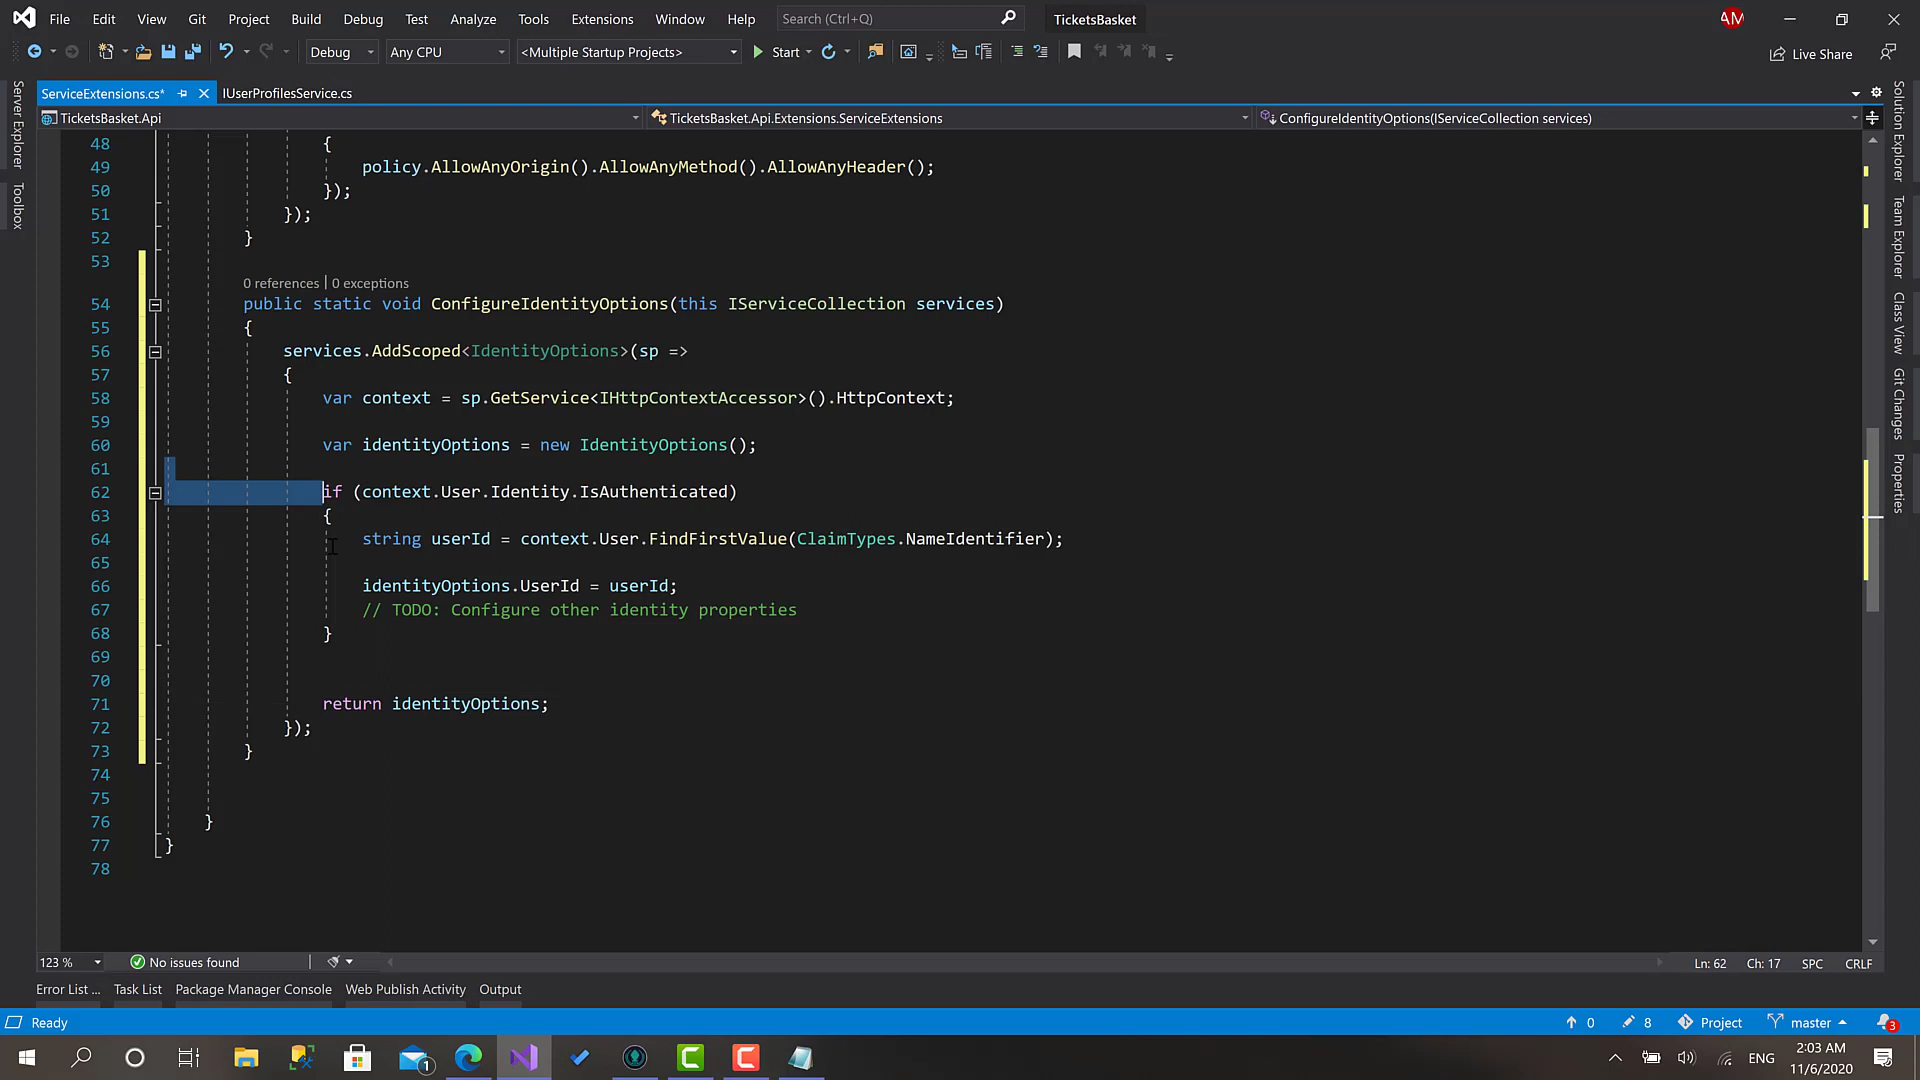 File Edit View Git Project Build Debug Test Analyze Tools Extensions Window Help Search (Ctrl+Q) TicketsBasket AM
Debug Any CPU <Multiple Startup Projects> Start Live Share
ServiceExtensions.cs* IUserProfilesService.cs
TicketsBasket.Api TicketsBasket.Api.Extensions.ServiceExtensions ConfigureIdentityOptions(IServiceCollection services)
Server Explorer
Toolbox
Solution Explorer
Team Explorer
Class View
Git Changes
Properties
48 {
49 policy.AllowAnyOrigin().AllowAnyMethod().AllowAnyHeader();
50 });
51 });
52 }
53
0 references | 0 exceptions
54 public static void ConfigureIdentityOptions(this IServiceCollection services)
55 {
56 services.AddScoped<IdentityOptions>(sp =>
57 {
58 var context = sp.GetService<IHttpContextAccessor>().HttpContext;
59
60 var identityOptions = new IdentityOptions();
61
62 if (context.User.Identity.IsAuthenticated)
63 {
64 string userId = context.User.FindFirstValue(ClaimTypes.NameIdentifier);
65
66 identityOptions.UserId = userId;
67 // TODO: Configure other identity properties
68 }
69
70
71 return identityOptions;
72 });
73 }
74
75
76 }
77 }
78
123 % No issues found Ln: 62 Ch: 17 SPC CRLF
Error List ... Task List Package Manager Console Web Publish Activity Output
Ready 0 8 Project master 3
1 ENG 2:03 AM
11/6/2020